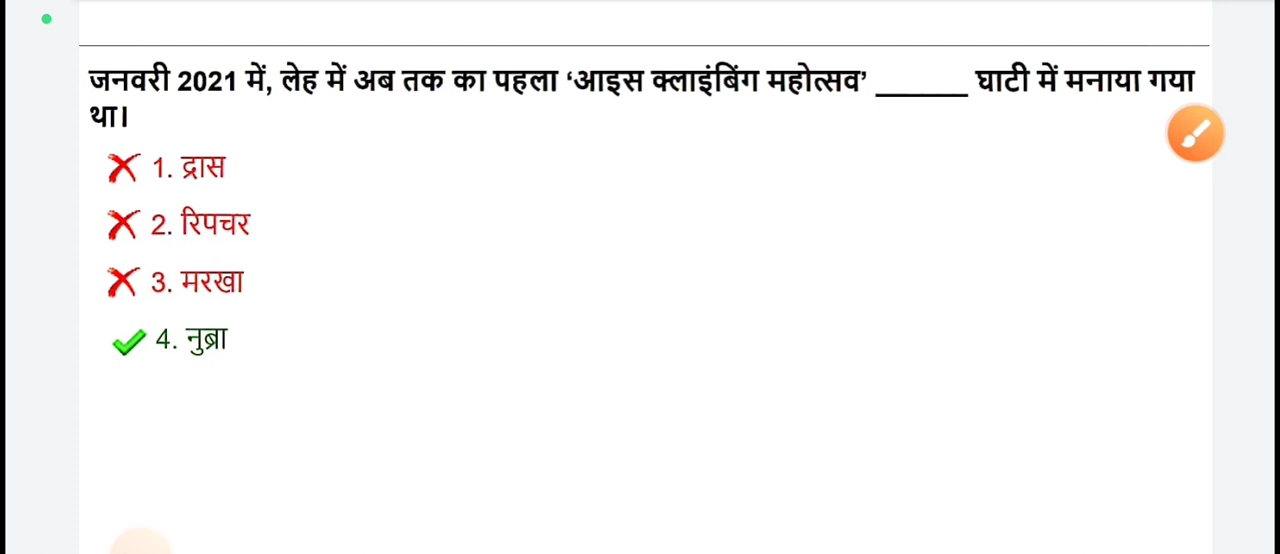 जनवरी 2021 में, लेह में अब तक का पहला ‘आइस क्लाइंबिंग महोत्सव’ ______ घाटी में मनाया गया
था।
1. द्रास
2. रिपचर
3. मरखा
4. नुब्रा